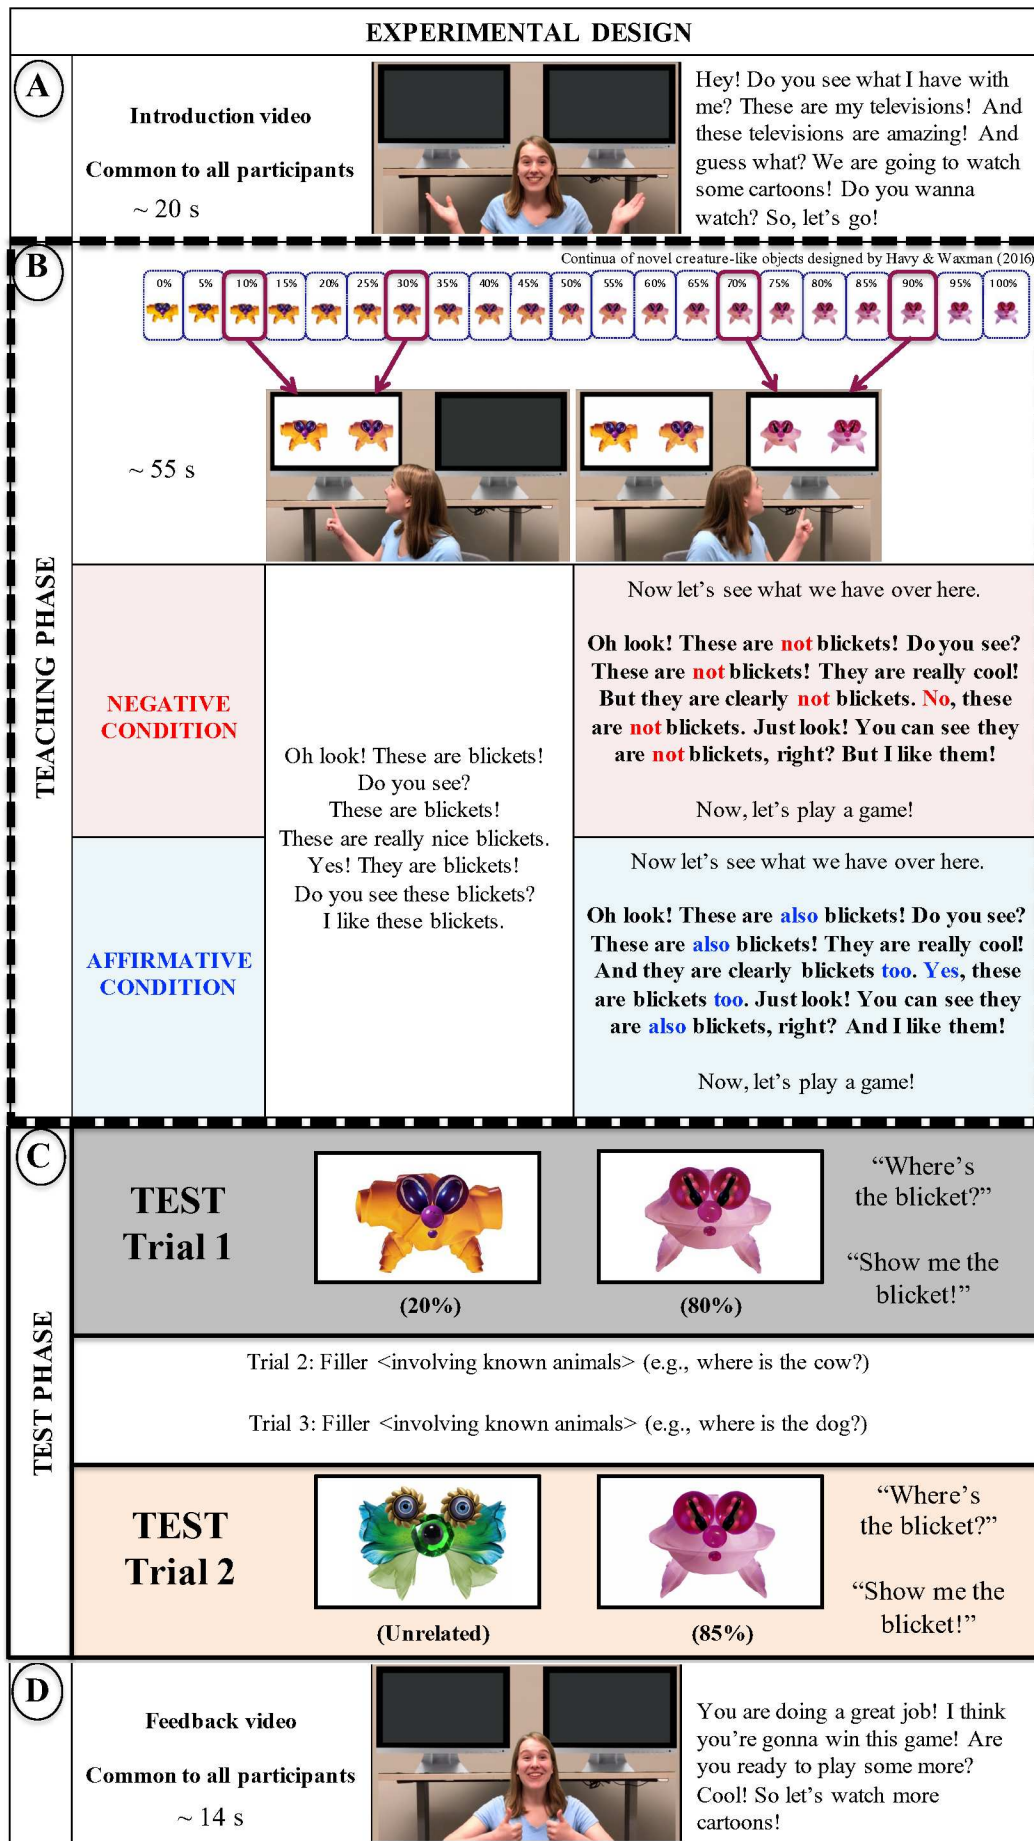 EXPERIMENTAL DESIGN
A
Introduction video
Common to all participants
~ 20 s
Hey! Do you see what I have with
me? These are my televisions! And
these televisions are amazing! And
guess what? We are going to watch
some cartoons! Do you wanna
watch? So, let's go!
B
TEACHING PHASE
Continua of novel creature-like objects designed by Havy & Waxman (2016)
0% 5% 10% 15% 20% 25% 30% 35% 40% 45% 50% 55% 60% 65% 70% 75% 80% 85% 90% 95% 100%
~ 55 s
NEGATIVE
CONDITION
Oh look! These are blickets!
Do you see?
These are blickets!
These are really nice blickets.
Yes! They are blickets!
Do you see these blickets?
I like these blickets.
Now let's see what we have over here.
Oh look! These are not blickets! Do you see?
These are not blickets! They are really cool!
But they are clearly not blickets. No, these
are not blickets. Just look! You can see they
are not blickets, right? But I like them!
Now, let's play a game!
AFFIRMATIVE
CONDITION
Now let's see what we have over here.
Oh look! These are also blickets! Do you see?
These are also blickets! They are really cool!
And they are clearly blickets too. Yes, these
are blickets too. Just look! You can see they
are also blickets, right? And I like them!
Now, let's play a game!
C
TEST PHASE
TEST
Trial 1
(20%)
(80%)
"Where's
the blicket?"
"Show me the
blicket!"
Trial 2: Filler <involving known animals> (e.g., where is the cow?)
Trial 3: Filler <involving known animals> (e.g., where is the dog?)
TEST
Trial 2
(Unrelated)
(85%)
"Where's
the blicket?"
"Show me the
blicket!"
D
Feedback video
Common to all participants
~ 14 s
You are doing a great job! I think
you're gonna win this game! Are
you ready to play some more?
Cool! So let's watch more
cartoons!